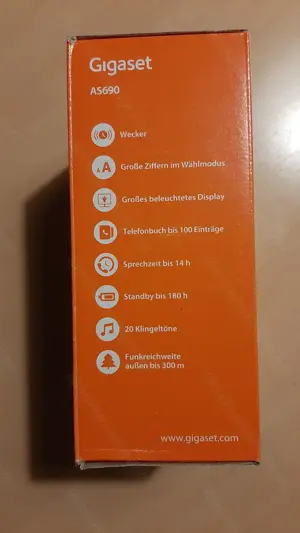 Gigaset
AS690
Wecker
AA
Große Ziffern im Wählmodus
Großes beleuchtetes Display
Telefonbuch bis 100 Einträge
Sprechzeit bis 14 h
Standby bis 180 h
20 Klingeltöne
Funkreichweite
außen bis 300 m
www.gigaset.com